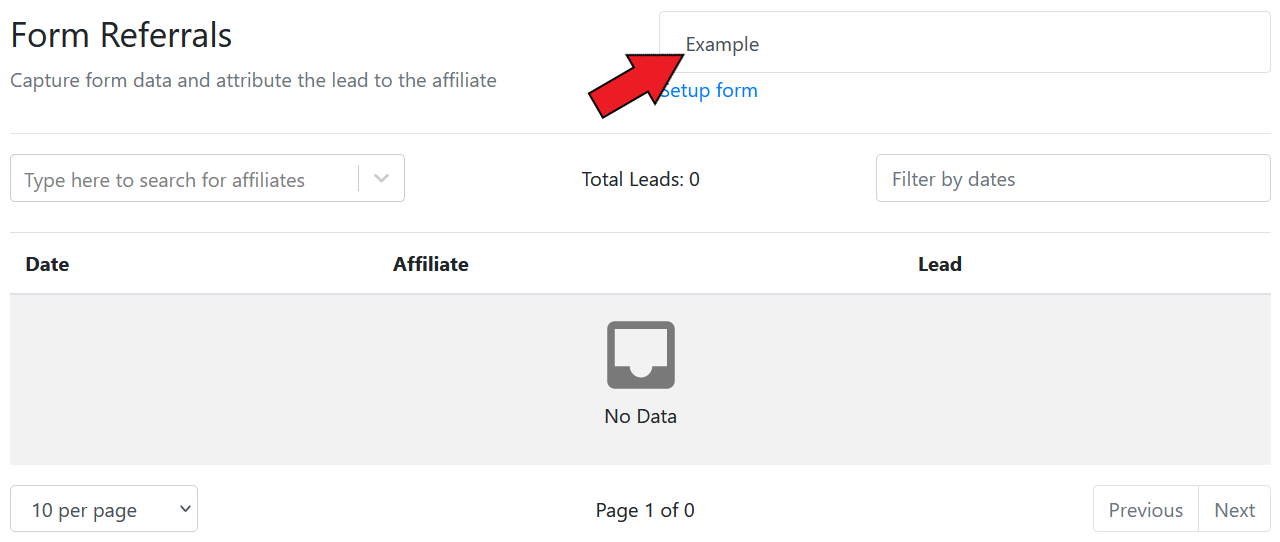 Form Referrals
Example
Capture form data and attribute the lead to the affiliate
Setup form
Type here to search for affiliates
Total Leads: 0
Filter by dates
Date Affiliate Lead
No Data
10 per page
Page 1 of 0
Previous Next